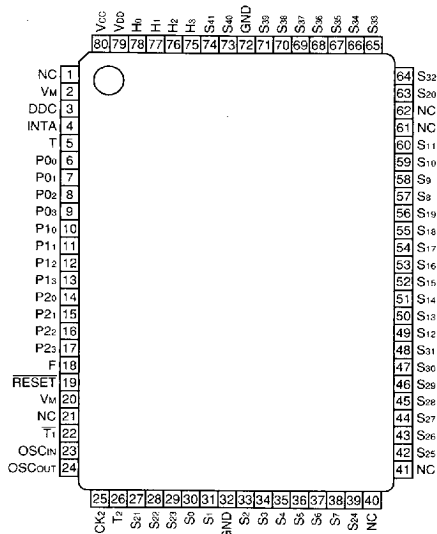 VCC VDD H0 H1 H2 H3 S41 S40 GND S39 S38 S37 S36 S35 S34 S33
80 79 78 77 76 75 74 73 72 71 70 69 68 67 66 65
NC 1
VM 2
DDC 3
INTA 4
T 5
P00 6
P01 7
P02 8
P03 9
P10 10
P11 11
P12 12
P13 13
P20 14
P21 15
P22 16
P23 17
F 18
RESET 19
VM 20
NC 21
T1 22
OSCIN 23
OSCOUT 24
64 S32
63 S20
62 NC
61 NC
60 S11
59 S10
58 S9
57 S8
56 S19
55 S18
54 S17
53 S16
52 S15
51 S14
50 S13
49 S12
48 S31
47 S30
46 S29
45 S28
44 S27
43 S26
42 S25
41 NC
25 26 27 28 29 30 31 32 33 34 35 36 37 38 39 40
CK2 T2 S21 S22 S23 S0 S1 GND S2 S3 S4 S5 S6 S7 S24 NC